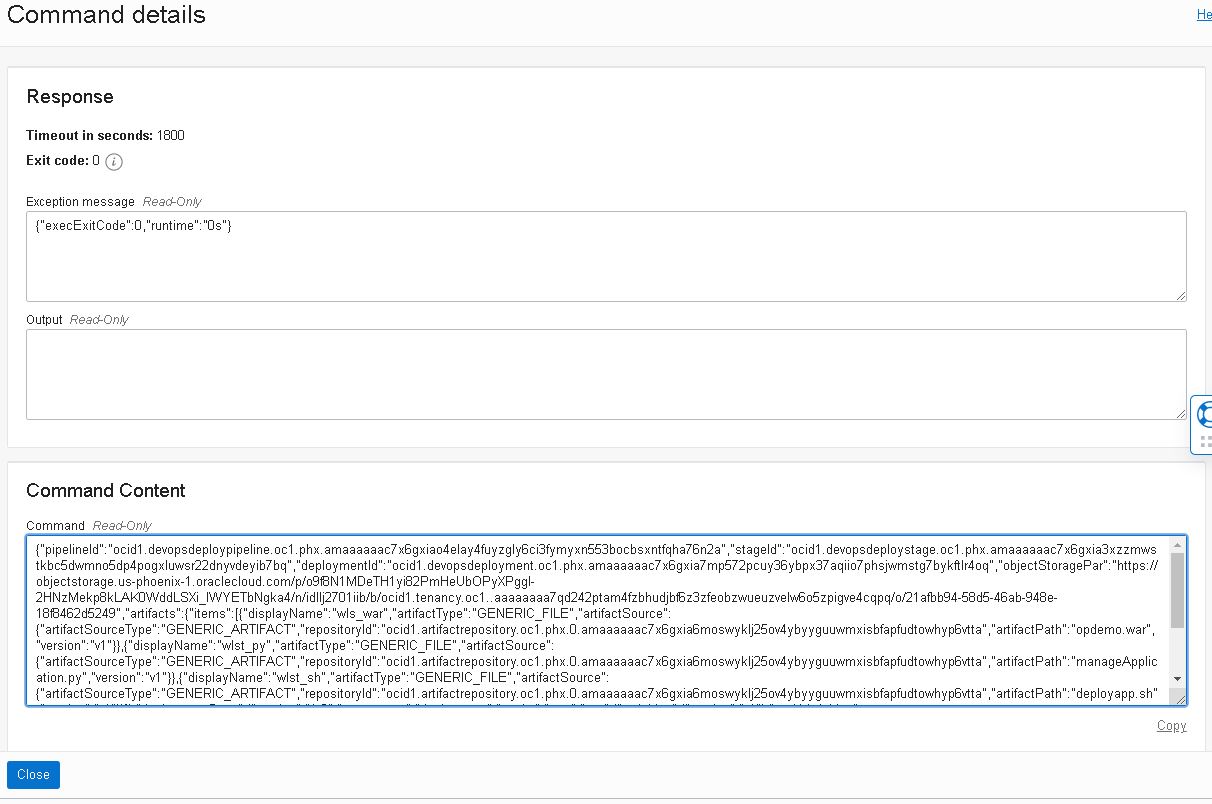 Command details
He
Response
Timeout in seconds: 1800
Exit code: 0 i
Exception message Read-Only
{"execExitCode":0,"runtime":"0s"}
Output Read-Only
Command Content
Command Read-Only
{"pipelineId":"ocid1.devopsdeploypipeline.oc1.phx.amaaaaaac7x6gxiao4elay4fuyzgly6ci3fymyxn553bocbsxntfqha76n2a","stageId":"ocid1.devopsdeploystage.oc1.phx.amaaaaaac7x6gxia3xzzmws
tkbc5dwmno5dp4pogxluwsr22dnyvdeyib7bq","deploymentId":"ocid1.devopsdeployment.oc1.phx.amaaaaaac7x6gxia7mp572pcuy36ybpx37aqiio7phsjwmstg7bykftlr4oq","objectStoragePar":"https://
objectstorage.us-phoenix-1.oraclecloud.com/p/o9f8N1MDeTH1yi82PmHeUbOPyXPggl-
2HNzMekp8kLAK0WddLSXi_IWYETbNgka4/n/idllj2701iib/b/ocid1.tenancy.oc1..aaaaaaaa7qd242ptam4fzbhudjbf6z3zfeobzwueuzvelw6o5zpigve4cqpq/o/21afbb94-58d5-46ab-948e-
18f8462d5249","artifacts":{"items":[{"displayName":"wls_war","artifactType":"GENERIC_FILE","artifactSource":
{"artifactSourceType":"GENERIC_ARTIFACT","repositoryId":"ocid1.artifactrepository.oc1.phx.0.amaaaaaac7x6gxia6moswyklj25ov4ybyyguuwmxisbfapfudtowhyp6vtta","artifactPath":"opdemo.war",
"version":"v1"}},{"displayName":"wlst_py","artifactType":"GENERIC_FILE","artifactSource":
{"artifactSourceType":"GENERIC_ARTIFACT","repositoryId":"ocid1.artifactrepository.oc1.phx.0.amaaaaaac7x6gxia6moswyklj25ov4ybyyguuwmxisbfapfudtowhyp6vtta","artifactPath":"manageApplic
ation.py","version":"v1"}},{"displayName":"wlst_sh","artifactType":"GENERIC_FILE","artifactSource":
{"artifactSourceType":"GENERIC_ARTIFACT","repositoryId":"ocid1.artifactrepository.oc1.phx.0.amaaaaaac7x6gxia6moswyklj25ov4ybyyguuwmxisbfapfudtowhyp6vtta","artifactPath":"deployapp.sh"
Copy
Close